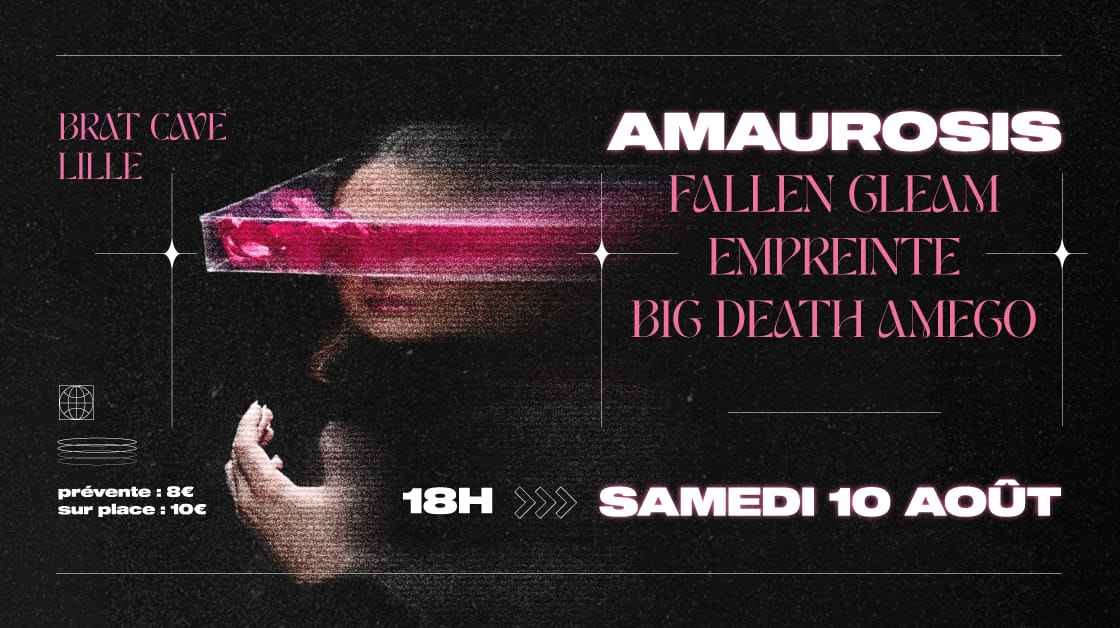 BRAT CAVE
LILLE
AMAUROSIS
FALLEN GLEAM
EMPREINTE
BIG DEATH AMEGO
prévente : 8€
sur place : 10€
18H
SAMEDI 10 AOÛT